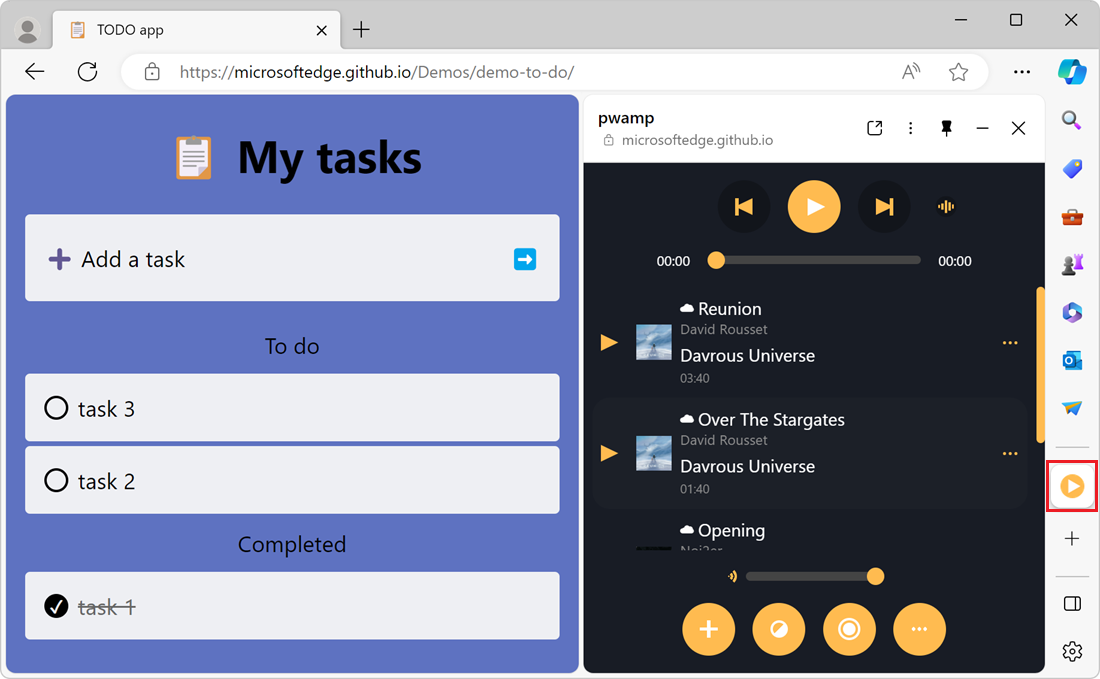 TODO app
https://microsoftedge.github.io/Demos/demo-to-do/
My tasks
Add a task
To do
task 3
task 2
Completed
task 1
pwamp
microsoftedge.github.io
00:00
00:00
Reunion
David Rousset
Davrous Universe
03:40
Over The Stargates
David Rousset
Davrous Universe
01:40
Opening